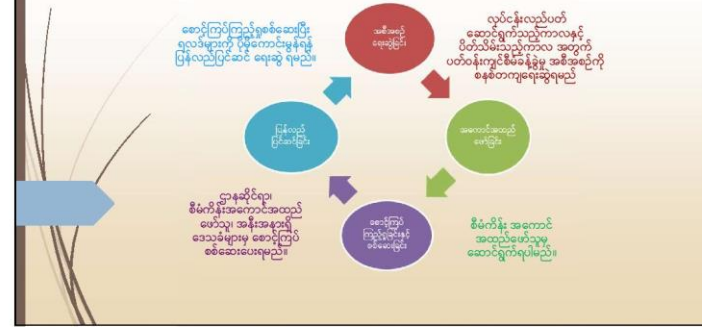 အစီအစဉ်
ရေးဆွဲခြင်း
လုပ်ငန်းလည်ပတ်
ဆောင်ရွက်သည့်ကာလနှင့်
ပိတ်သိမ်းသည့်ကာလ အတွက်
ပတ်ဝန်းကျင်စီမံခန့်ခွဲမှု အစီအစဉ်ကို
စနစ်တကျရေးဆွဲရမည်
အကောင်အထည်
ဖော်ခြင်း
စီမံကိန်း အကောင်
အထည်ဖော်သူမှ
ဆောင်ရွက်ရပါမည်။
စောင့်ကြပ်
ကြည့်ရှုခြင်းနှင့်
စစ်ဆေးခြင်း
ဌာနဆိုင်ရာ၊
စီမံကိန်းအကောင်အထည်
ဖော်သူ၊ အနီးအနားရှိ
ဒေသခံများမှ စောင့်ကြပ်
စစ်ဆေးပေးရမည်။
ပြန်လည်
ပြင်ဆင်ခြင်း
စောင့်ကြပ်ကြည့်ရှုစစ်ဆေးပြီး
ရလဒ်များကို ပိုမိုကောင်းမွန်ရန်
ပြန်လည်ပြင်ဆင် ရေးဆွဲ ရမည်။